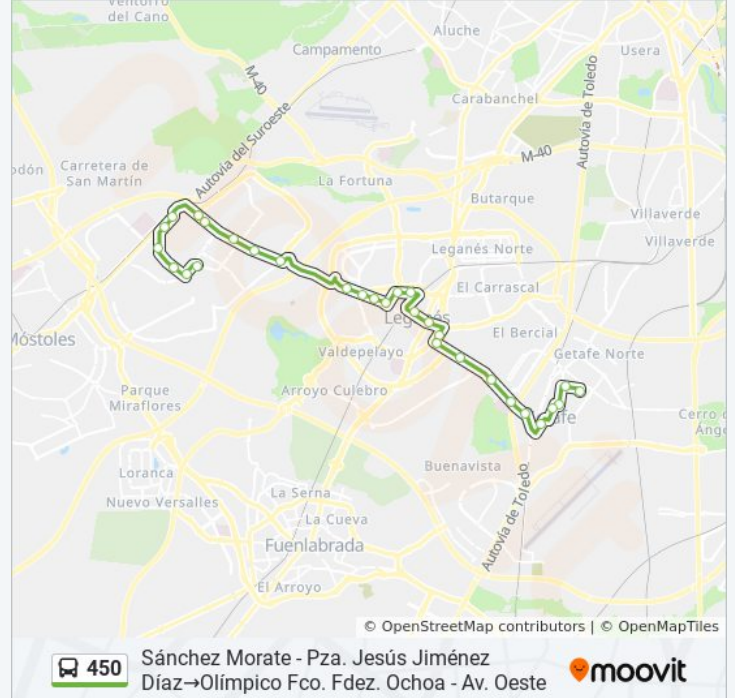 Ventorro
del Cano
Aluche
Campamento
Usera
M-40
Autovía del Suroeste
Carabanchel
Autovía de Toledo
M-40
odón
Carretera de
San Martín
La Fortuna
Butarque
Villaverde
Villaverde
Leganés Norte
El Carrascal
Leganés
Móstoles
El Bercial
Valdepelayo
Getafe Norte
Parque
Miraflores
Arroyo Culebro
Cerro
Ánge
Buenavista
Loranca
Autovía de Toledo
La Serna
Nuevo Versalles
La Cueva
Fuenlabrada
El Arroyo
© OpenStreetMap contributors | © OpenMapTiles
450
Sánchez Morate - Pza. Jesús Jiménez
Díaz→Olímpico Fco. Fdez. Ochoa - Av. Oeste
moovit